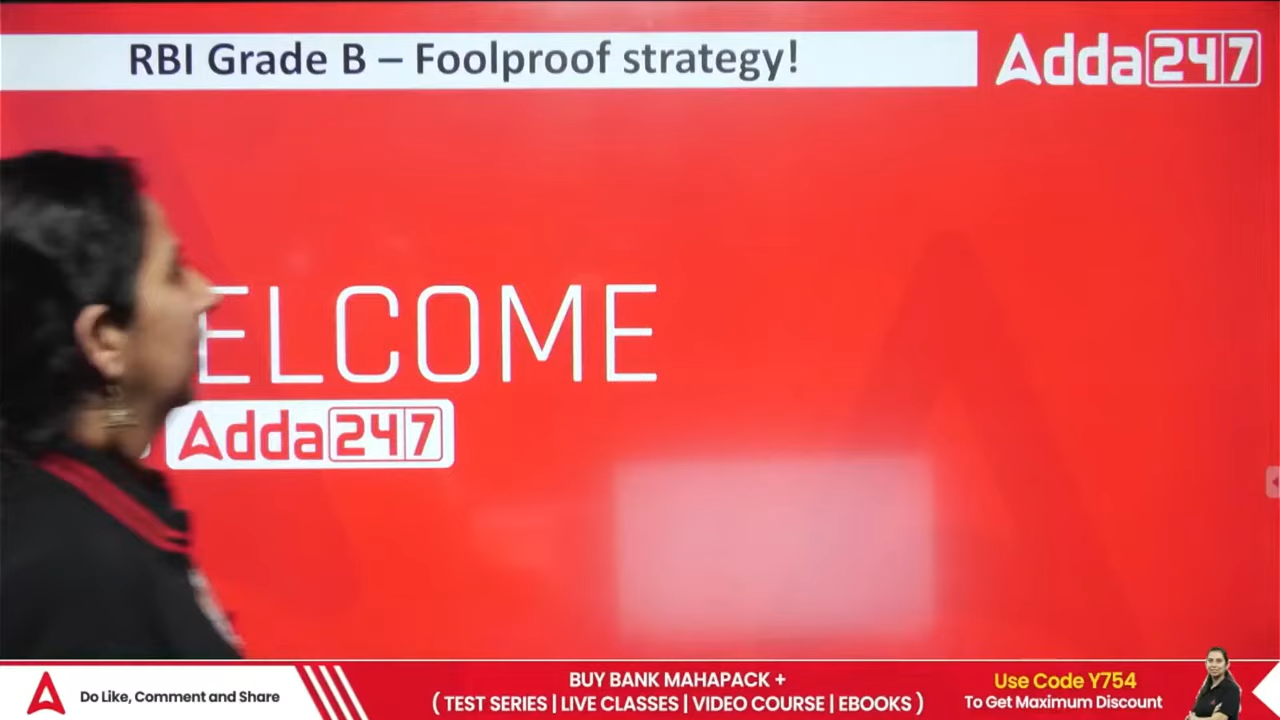 RBI Grade B – Foolproof strategy!
Adda247
ELCOME
Adda247
Do Like, Comment and Share
BUY BANK MAHAPACK +
( TEST SERIES | LIVE CLASSES | VIDEO COURSE | EBOOKS )
Use Code Y754
To Get Maximum Discount